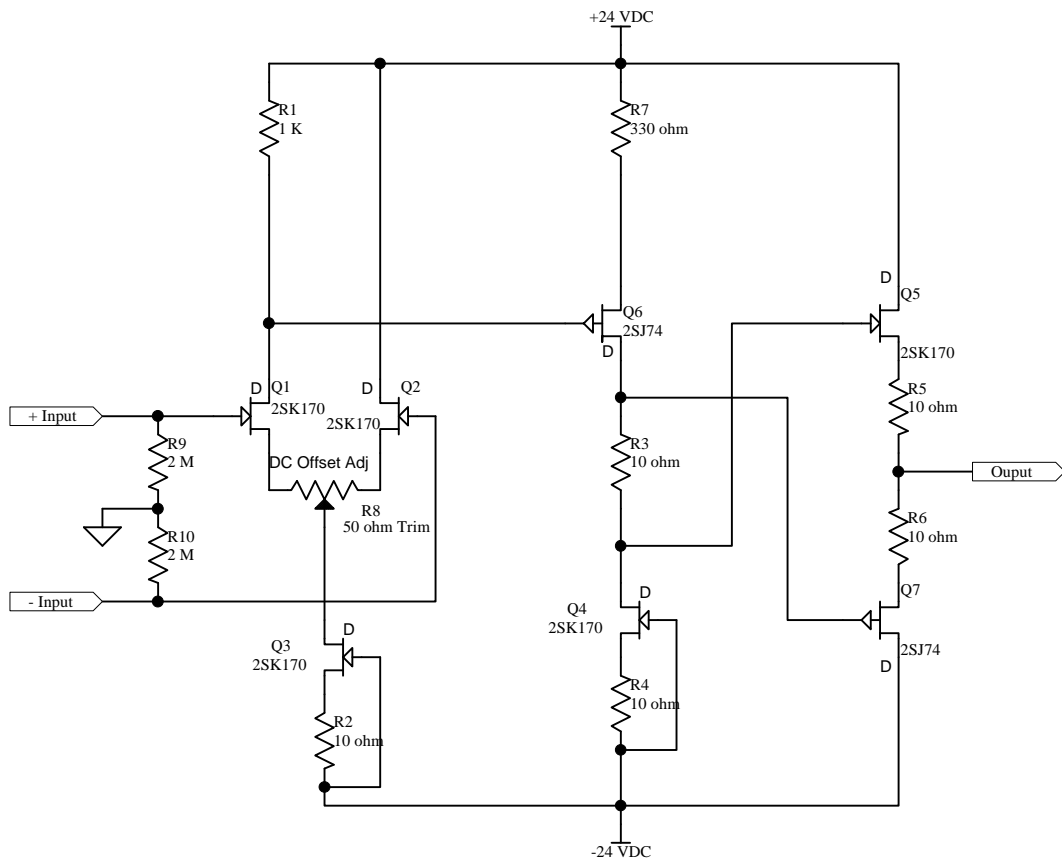 +24 VDC
R1
1 K
R7
330 ohm
D
Q5
Q6
2SJ74
D
2SK170
D
Q1
2SK170
D
Q2
2SK170
R5
10 ohm
+ Input
R9
2 M
DC Offset Adj
R3
10 ohm
Ouput
R8
50 ohm Trim
R10
2 M
R6
10 ohm
- Input
Q4
2SK170
D
Q7
2SJ74
D
Q3
2SK170
D
R4
10 ohm
R2
10 ohm
-24 VDC